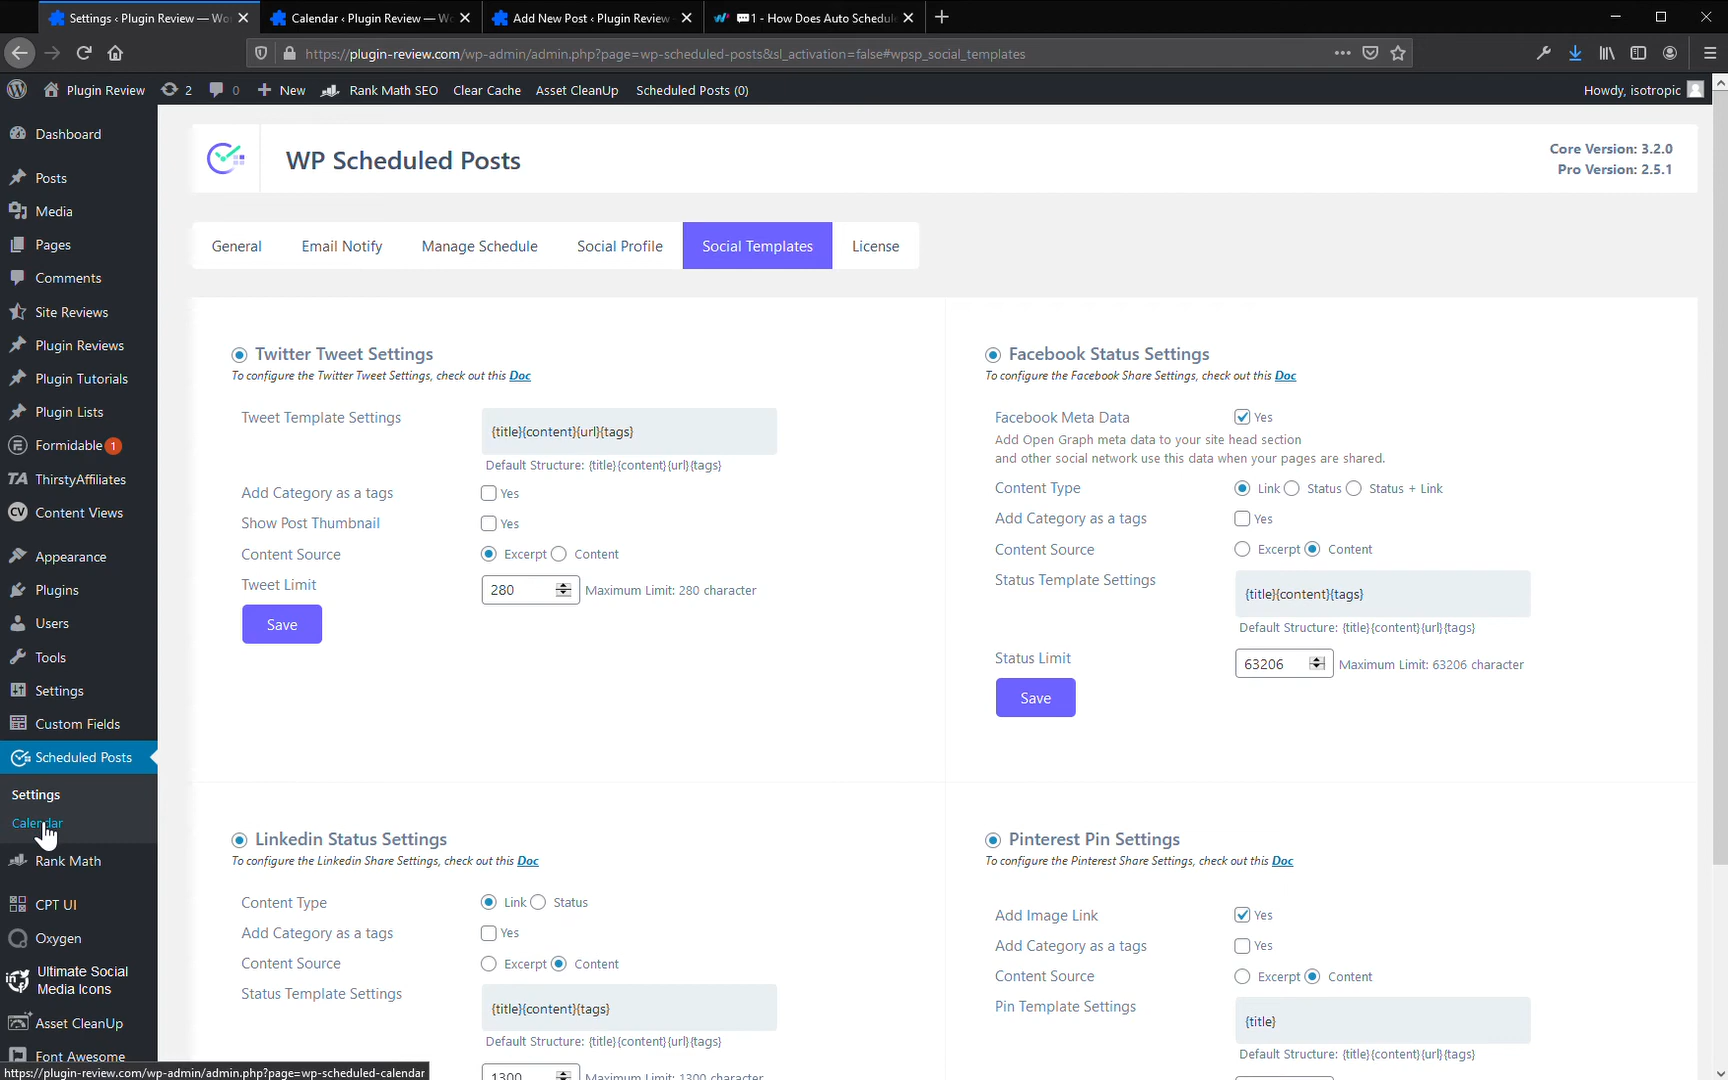 Settings ‹ Plugin Review — Wo
Calendar ‹ Plugin Review — W
Add New Post ‹ Plugin Review
1 - How Does Auto Schedul
https://plugin-review.com/wp-admin/admin.php?page=wp-scheduled-posts&sl_activation=false#wpsp_social_templates
Plugin Review
2
0
New
Rank Math SEO
Clear Cache
Asset CleanUp
Scheduled Posts (0)
Howdy, isotropic
Dashboard
Posts
Media
Pages
Comments
Site Reviews
Plugin Reviews
Plugin Tutorials
Plugin Lists
Formidable 1
TA ThirstyAffiliates
CV Content Views
Appearance
Plugins
Users
Tools
Settings
Custom Fields
Scheduled Posts
Settings
Calendar
Rank Math
CPT UI
Oxygen
Ultimate Social
Media Icons
Asset CleanUp
Font Awesome
https://plugin-review.com/wp-admin/admin.php?page=wp-scheduled-calendar
WP Scheduled Posts
Core Version: 3.2.0
Pro Version: 2.5.1
General
Email Notify
Manage Schedule
Social Profile
Social Templates
License
Twitter Tweet Settings
To configure the Twitter Tweet Settings, check out this Doc
Tweet Template Settings
{title}{content}{url}{tags}
Default Structure: {title}{content}{url}{tags}
Add Category as a tags
Yes
Show Post Thumbnail
Yes
Content Source
Excerpt Content
Tweet Limit
280
Maximum Limit: 280 character
Save
Facebook Status Settings
To configure the Facebook Share Settings, check out this Doc
Facebook Meta Data
Yes
Add Open Graph meta data to your site head section
and other social network use this data when your pages are shared.
Content Type
Link Status Status + Link
Add Category as a tags
Yes
Content Source
Excerpt Content
Status Template Settings
{title}{content}{tags}
Default Structure: {title}{content}{url}{tags}
Status Limit
63206
Maximum Limit: 63206 character
Save
Linkedin Status Settings
To configure the Linkedin Share Settings, check out this Doc
Content Type
Link Status
Add Category as a tags
Yes
Content Source
Excerpt Content
Status Template Settings
{title}{content}{tags}
Default Structure: {title}{content}{url}{tags}
1300
Maximum Limit: 1300 character
Pinterest Pin Settings
To configure the Pinterest Share Settings, check out this Doc
Add Image Link
Yes
Add Category as a tags
Yes
Content Source
Excerpt Content
Pin Template Settings
{title}
Default Structure: {title}{content}{url}{tags}